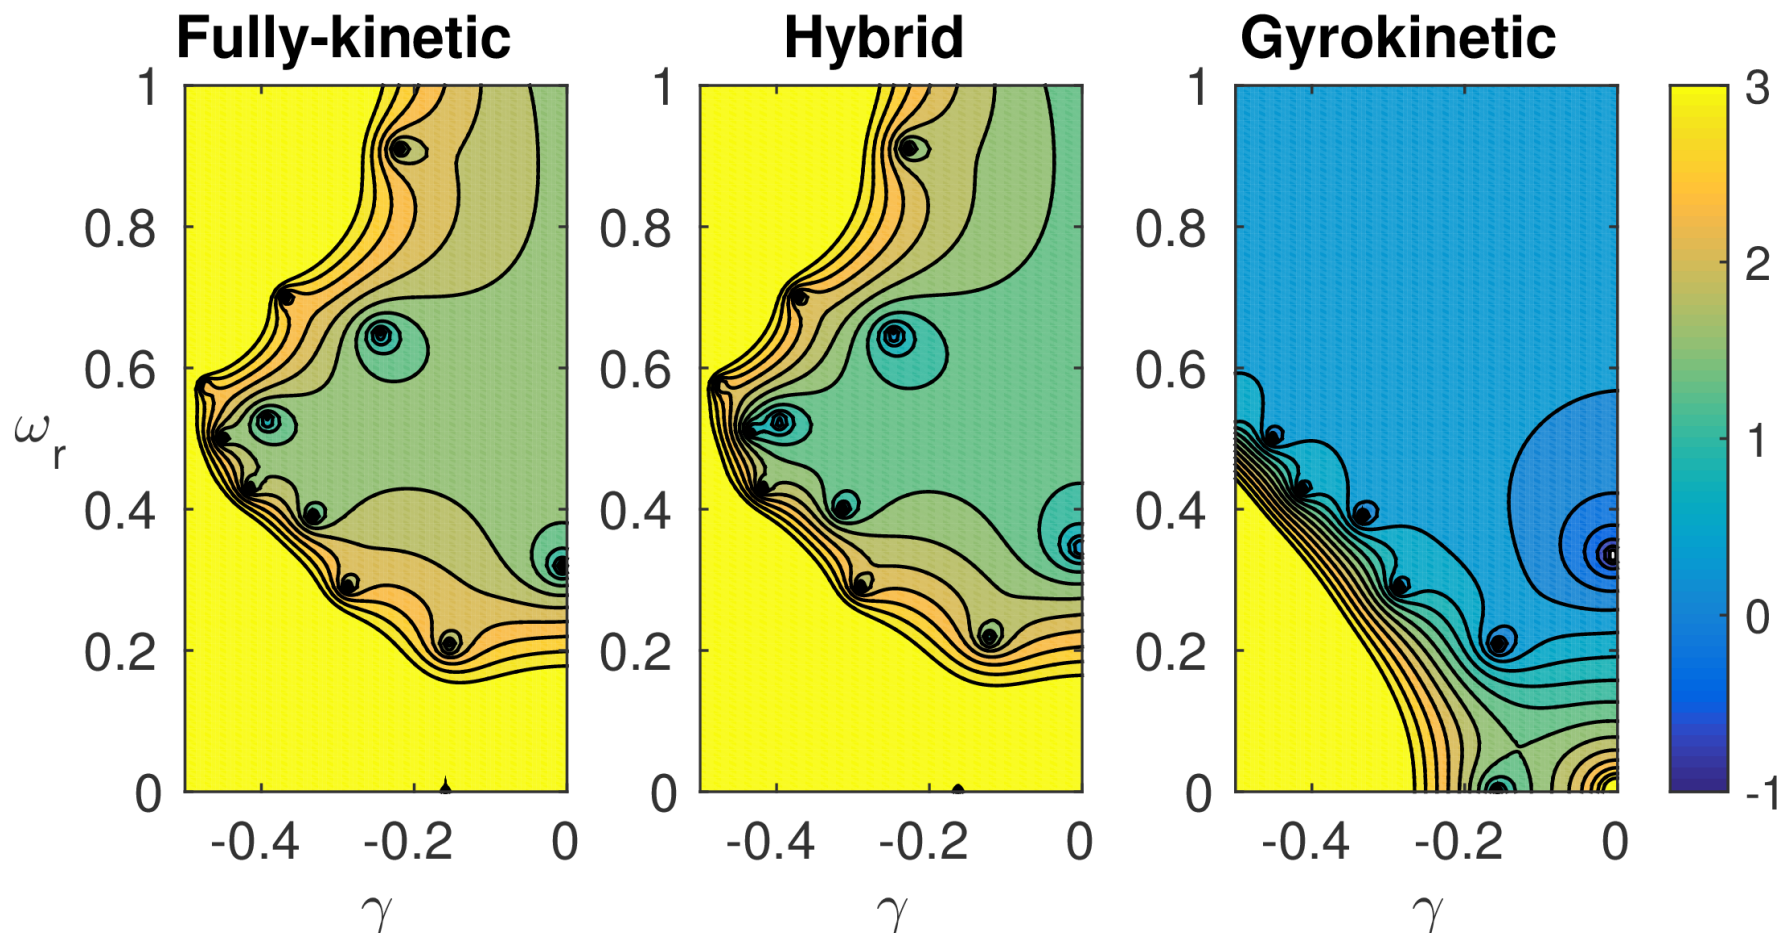 Fully-kinetic Hybrid Gyrokinetic
1 1 1 3
0.8 0.8 0.8
2
0.6 0.6 0.6
ωr
1
0.4 0.4 0.4
0
0.2 0.2 0.2
0 0 0 -1
-0.4 -0.2 0 -0.4 -0.2 0 -0.4 -0.2 0
γ γ γ